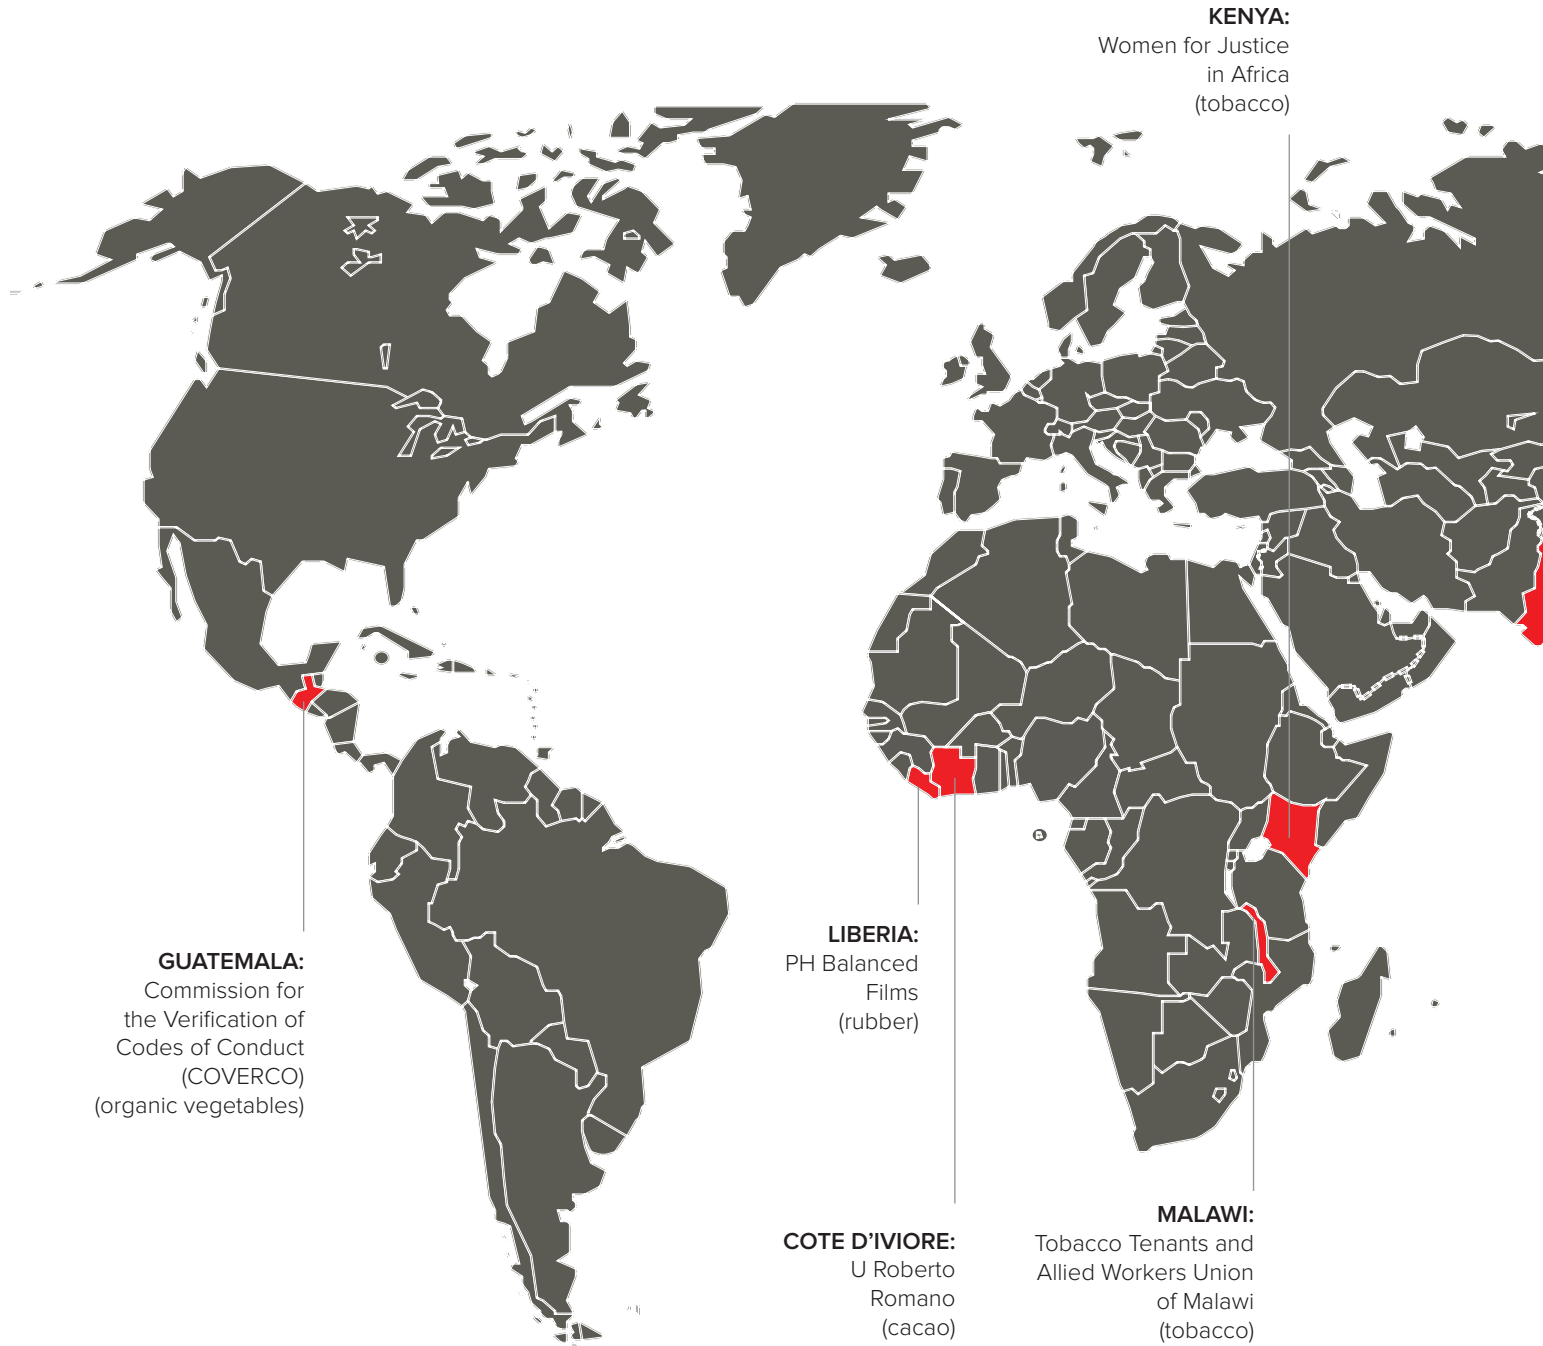 KENYA:
Women for Justice
in Africa
(tobacco)
GUATEMALA:
Commission for
the Verification of
Codes of Conduct
(COVERCO)
(organic vegetables)
LIBERIA:
PH Balanced
Films
(rubber)
COTE D’IVIORE:
U Roberto
Romano
(cacao)
MALAWI:
Tobacco Tenants and
Allied Workers Union
of Malawi
(tobacco)